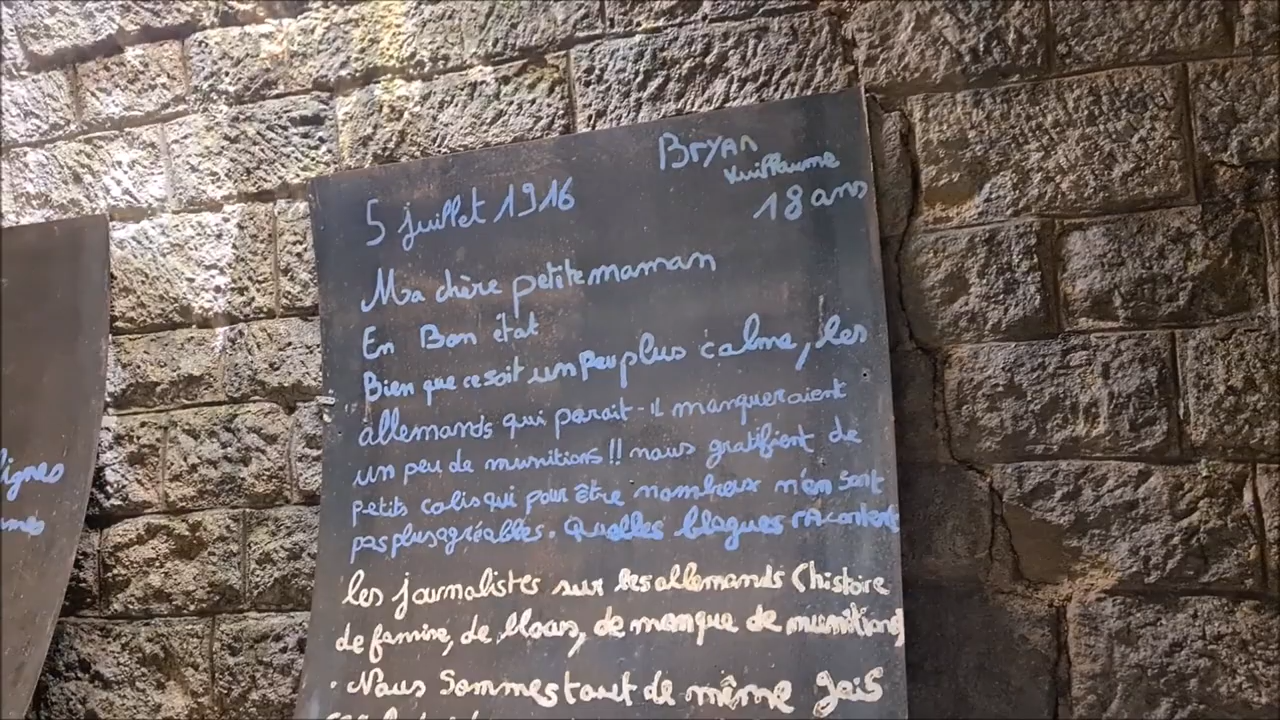 5 juillet 1916
Bryan
Vuillaume
18 ans
Ma chère petite maman
En Bon état
Bien que ce soit un peu plus calme, les
allemands qui parait-il manqueraient
un peu de munitions !! nous gratifient de
petits colis qui pour être nombreux n'en sont
pas plus agréables. Quelles blagues racontent
les journalistes sur les allemands (histoire
de famine, de blocus, de manque de munitions
. Nous Sommes tout de même gais
ignes